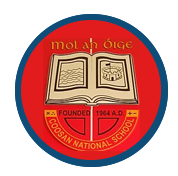 mol an óige
FOUNDED 1964 A.D.
COOSAN NATIONAL SCHOOL